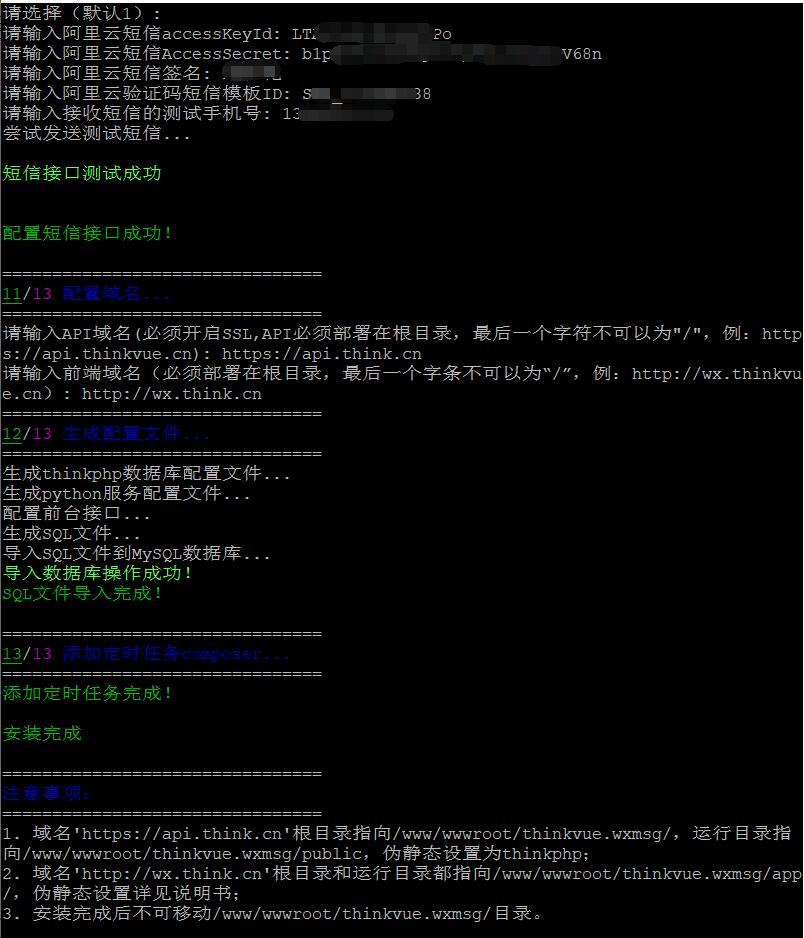 请选择（默认1）:
请输入阿里云短信accessKeyId: LT Po
请输入阿里云短信AccessSecret: b1p V68n
请输入阿里云短信签名:
请输入阿里云验证码短信模板ID: S _ 38
请输入接收短信的测试手机号: 13
尝试发送测试短信...
短信接口测试成功
配置短信接口成功!
================================
11/13 配置域名...
================================
请输入API域名(必须开启SSL,API必须部署在根目录，最后一个字符不可以为"/"，例：http
s://api.thinkvue.cn): https://api.think.cn
请输入前端域名（必须部署在根目录，最后一个字条不可以为“/”，例：http://wx.thinkvu
e.cn）: http://wx.think.cn
================================
12/13 生成配置文件...
================================
生成thinkphp数据库配置文件...
生成python服务配置文件...
配置前台接口...
生成SQL文件...
导入SQL文件到MySQL数据库...
导入数据库操作成功!
SQL文件导入完成!
================================
13/13 添加定时任务composer...
================================
添加定时任务完成!
安装完成
================================
注意事项:
================================
1. 域名'https://api.think.cn'根目录指向/www/wwwroot/thinkvue.wxmsg/，运行目录指
向/www/wwwroot/thinkvue.wxmsg/public，伪静态设置为thinkphp；
2. 域名'http://wx.think.cn'根目录和运行目录都指向/www/wwwroot/thinkvue.wxmsg/app
/，伪静态设置详见说明书；
3. 安装完成后不可移动/www/wwwroot/thinkvue.wxmsg/目录。